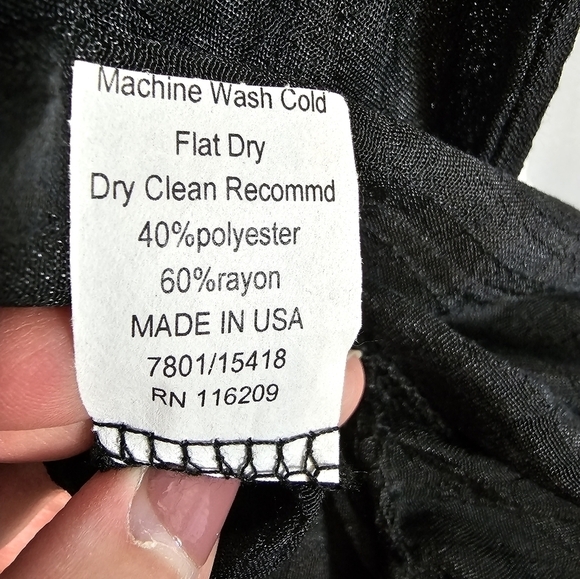 Machine Wash Cold
Flat Dry
Dry Clean Recommd
40%polyester
60%rayon
MADE IN USA
7801/15418
RN 116209